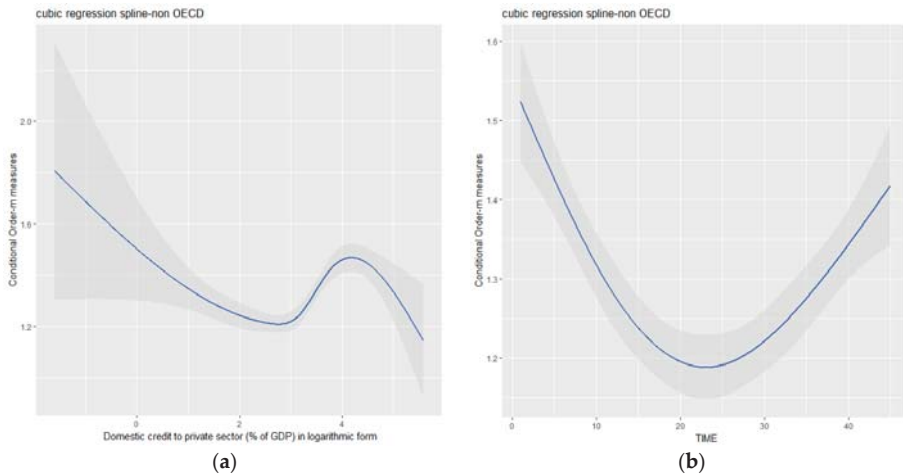 cubic regression spline-non OECD
Conditional Order-m measures
2.0
1.6
1.2
0
2
4
Domestic credit to private sector (% of GDP) in logarithmic form
(a)
cubic regression spline-non OECD
Conditional Order-m measures
1.6
1.5
1.4
1.3
1.2
0
10
20
30
40
TIME
(b)